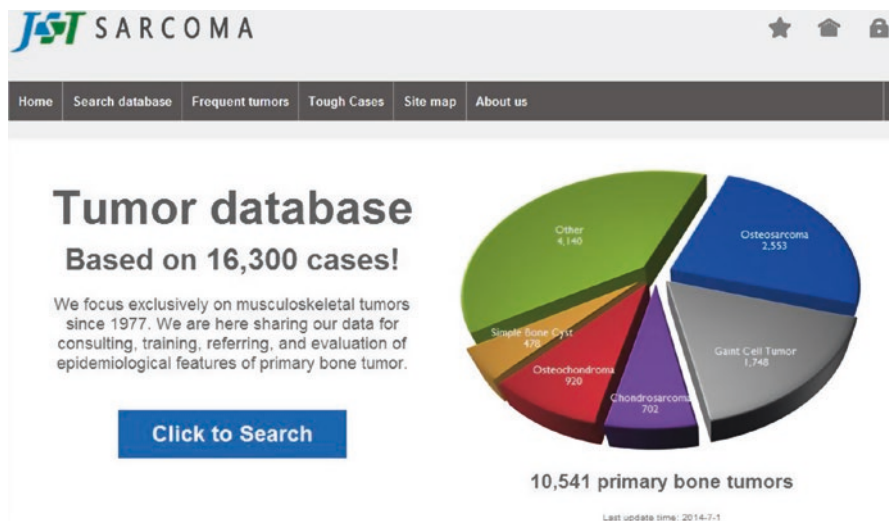 JST SARCOMA
Home Search database Frequent tumors Tough Cases Site map About us
Tumor database
Based on 16,300 cases!
We focus exclusively on musculoskeletal tumors
since 1977. We are here sharing our data for
consulting, training, referring, and evaluation of
epidemiological features of primary bone tumor.
Click to Search
Other
4,140
Osteosarcoma
2,553
Simple Bone Cyst
478
Gaint Cell Tumor
1,748
Osteochondroma
920
Chondrosarcoma
702
10,541 primary bone tumors
Last update time: 2014-7-1